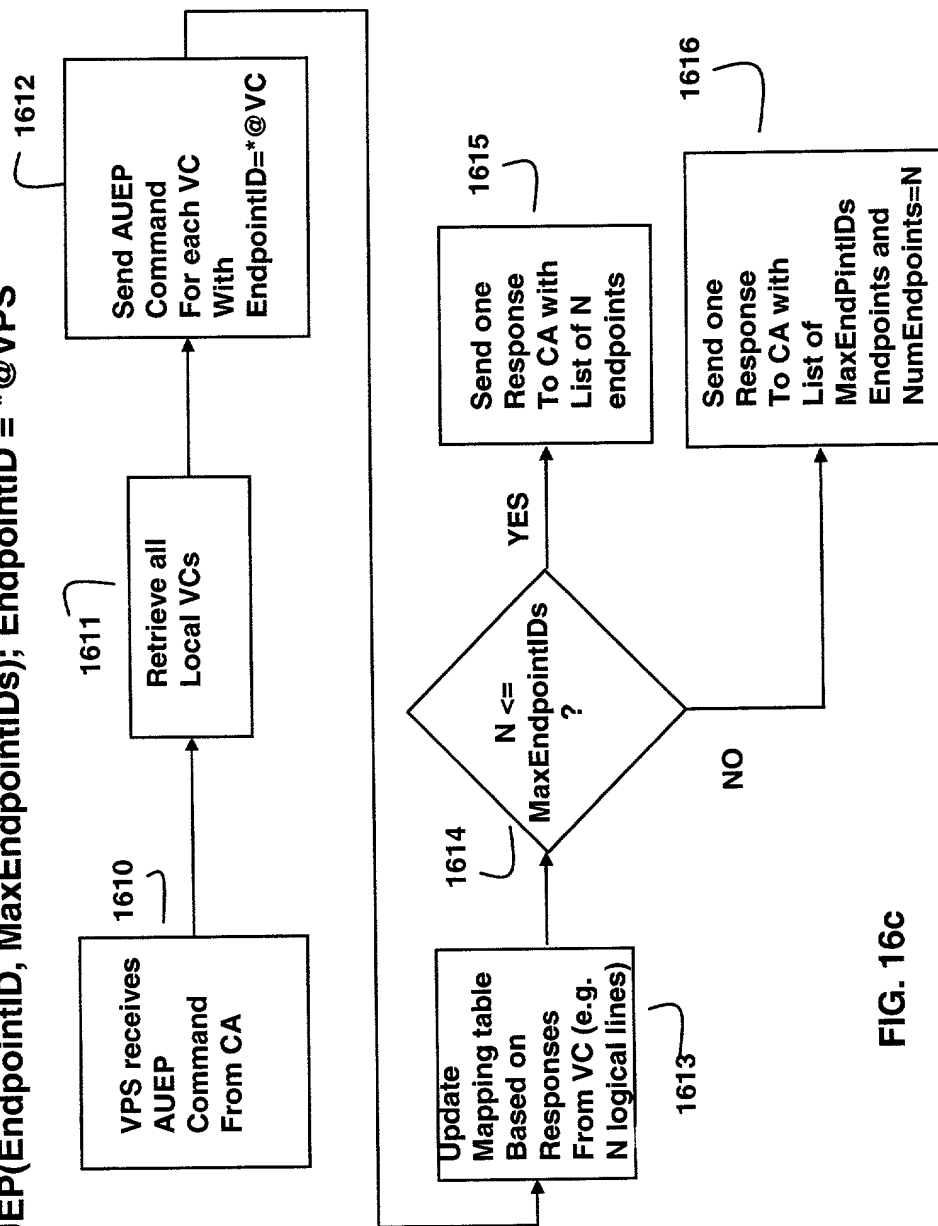 EP(EndpointID, MaxEndpointIDs); EndpointID = *@VPS
1610
VPS receives
AUEP
Command
From CA
1611
Retrieve all
Local VCs
1612
Send AUEP
Command
For each VC
With
EndpointID=*@VC
1613
Update
Mapping table
Based on
Responses
From VC (e.g.
N logical lines)
1614
N <=
MaxEndpointIDs
?
YES
NO
1615
Send one
Response
To CA with
List of N
endpoints
1616
Send one
Response
To CA with
List of
MaxEndPintIDs
Endpoints and
NumEndpoints=N
FIG. 16c